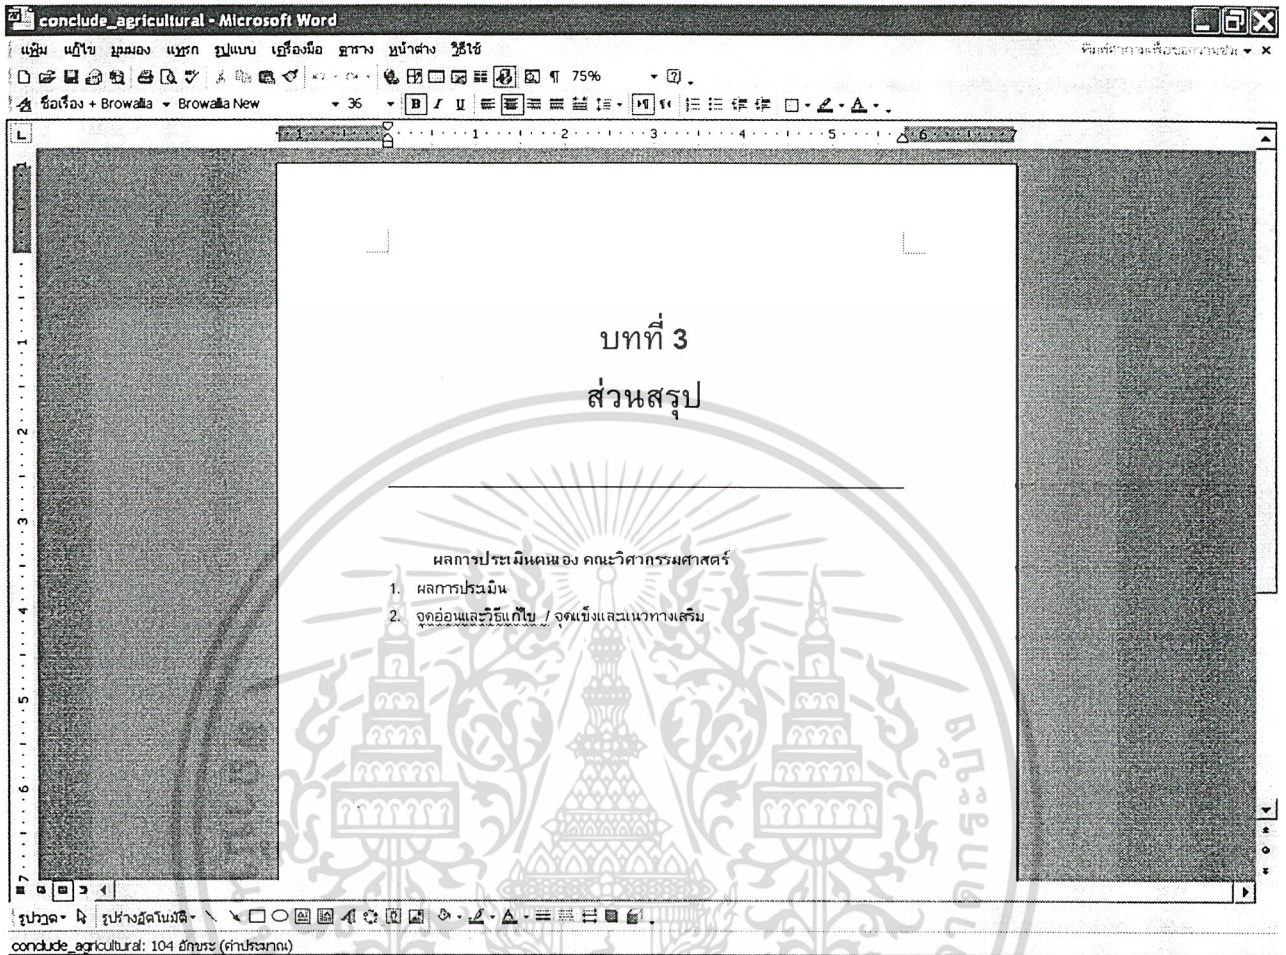 conclude_agricultural - Microsoft Word
แฟ้ม แก้ไข มุมมอง แทรก รูปแบบ เครื่องมือ ตาราง หน้าต่าง วิธีใช้
75%
ชื่อเรื่อง + Browallia Browallia New 36 B I U
1 1 2 3 4 5 6 7
บทที่ 3
ส่วนสรุป
ผลการประเมินตนเอง คณะวิศวกรรมศาสตร์
1. ผลการประเมิน
2. จุดอ่อนและวิธีแก้ไข / จุดแข็งและแนวทางเสริม
รูปวาด รูปร่างอัตโนมัติ
conclude_agricultural: 104 อักขระ (ค่าประมาณ)